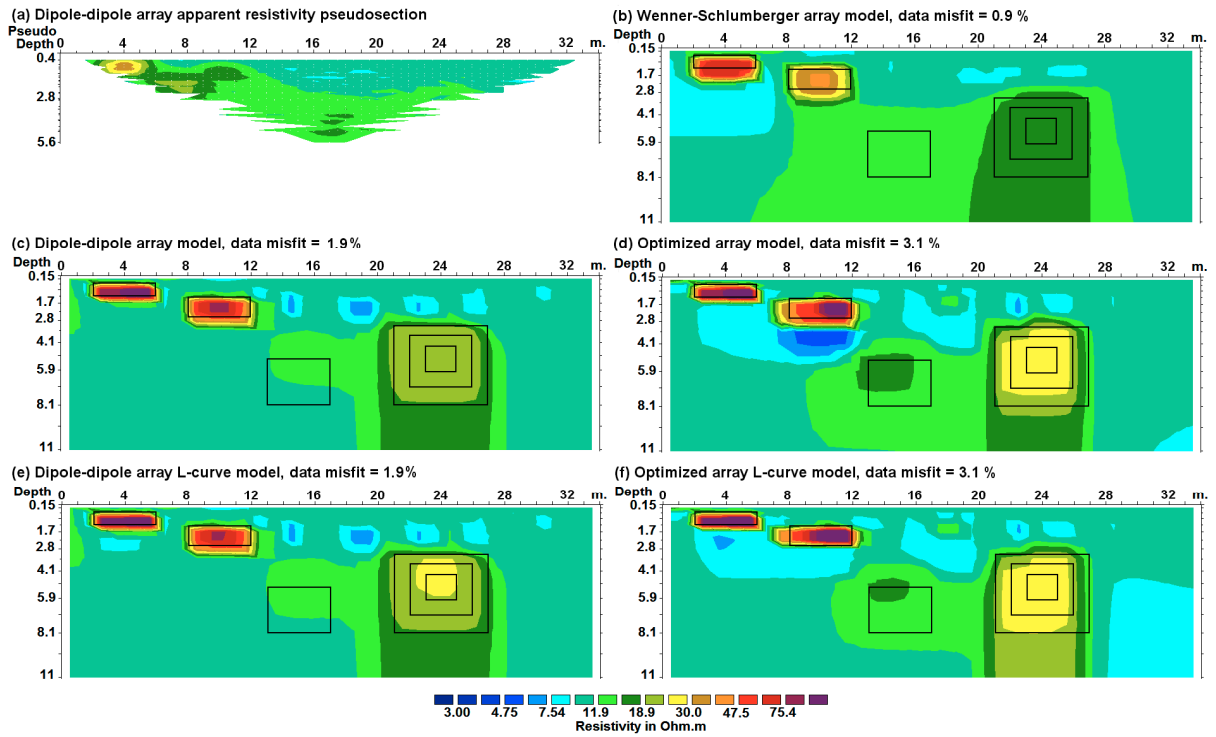 (a) Dipole-dipole array apparent resistivity pseudosection
Pseudo
Depth 0 4 8 12 16 20 24 28 32 m.
0.4
2.8
5.6
(b) Wenner-Schlumberger array model, data misfit = 0.9 %
Depth 0 4 8 12 16 20 24 28 32 m.
0.15
1.7
2.8
4.1
5.9
8.1
11
(c) Dipole-dipole array model, data misfit = 1.9%
Depth 0 4 8 12 16 20 24 28 32 m.
0.15
1.7
2.8
4.1
5.9
8.1
11
(d) Optimized array model, data misfit = 3.1 %
Depth 0 4 8 12 16 20 24 28 32 m.
0.15
1.7
2.8
4.1
5.9
8.1
11
(e) Dipole-dipole array L-curve model, data misfit = 1.9%
Depth 0 4 8 12 16 20 24 28 32 m.
0.15
1.7
2.8
4.1
5.9
8.1
11
(f) Optimized array L-curve model, data misfit = 3.1 %
Depth 0 4 8 12 16 20 24 28 32 m.
0.15
1.7
2.8
4.1
5.9
8.1
11
3.00 4.75 7.54 11.9 18.9 30.0 47.5 75.4
Resistivity in Ohm.m